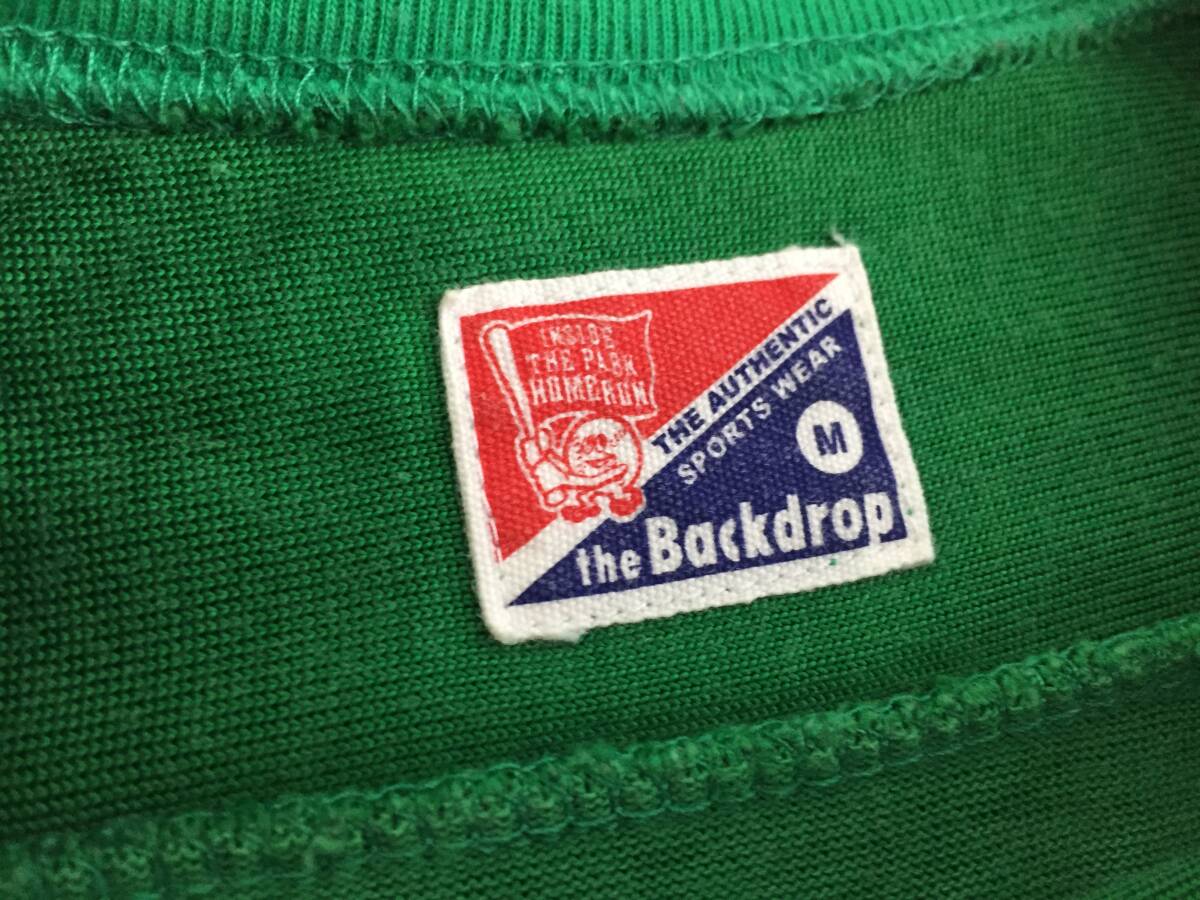 INSIDE
THE PARK
HOMERUN
THE AUTHENTIC
SPORTS WEAR
M
the Backdrop